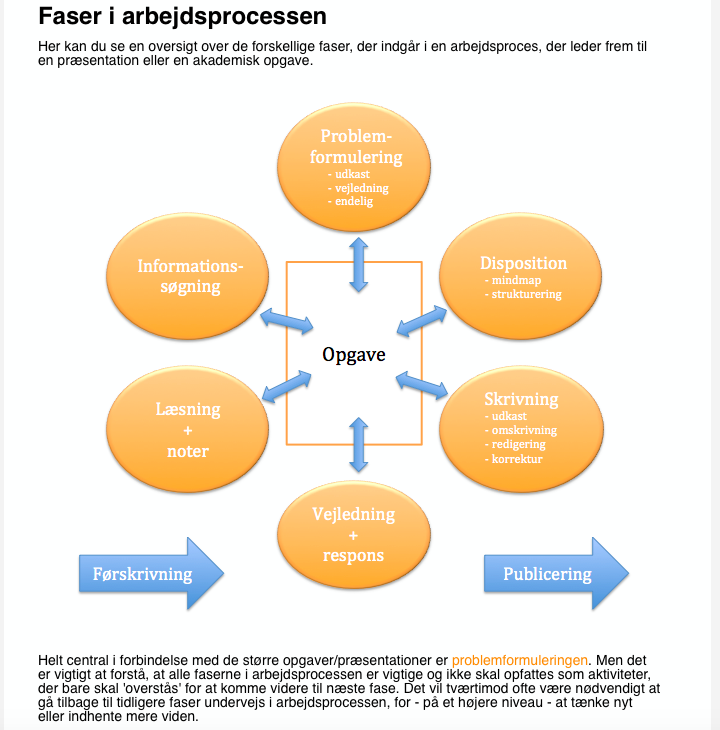 Faser i arbejdsprocessen
Her kan du se en oversigt over de forskellige faser, der indgår i en arbejdsproces, der leder frem til
en præsentation eller en akademisk opgave.
Problem-
formulering
- udkast
- vejledning
- endelig
Informations-
søgning
Disposition
- mindmap
- strukturering
Opgave
Læsning
+
noter
Skrivning
- udkast
- omskrivning
- redigering
- korrektur
Vejledning
+
respons
Førskrivning
Publicering
Helt central i forbindelse med de større opgaver/præsentationer er problemformuleringen. Men det
er vigtigt at forstå, at alle faserne i arbejdsprocessen er vigtige og ikke skal opfattes som aktiviteter,
der bare skal 'overstås' for at komme videre til næste fase. Det vil tværtimod ofte være nødvendigt at
gå tilbage til tidligere faser undervejs i arbejdsprocessen, for - på et højere niveau - at tænke nyt
eller indhente mere viden.